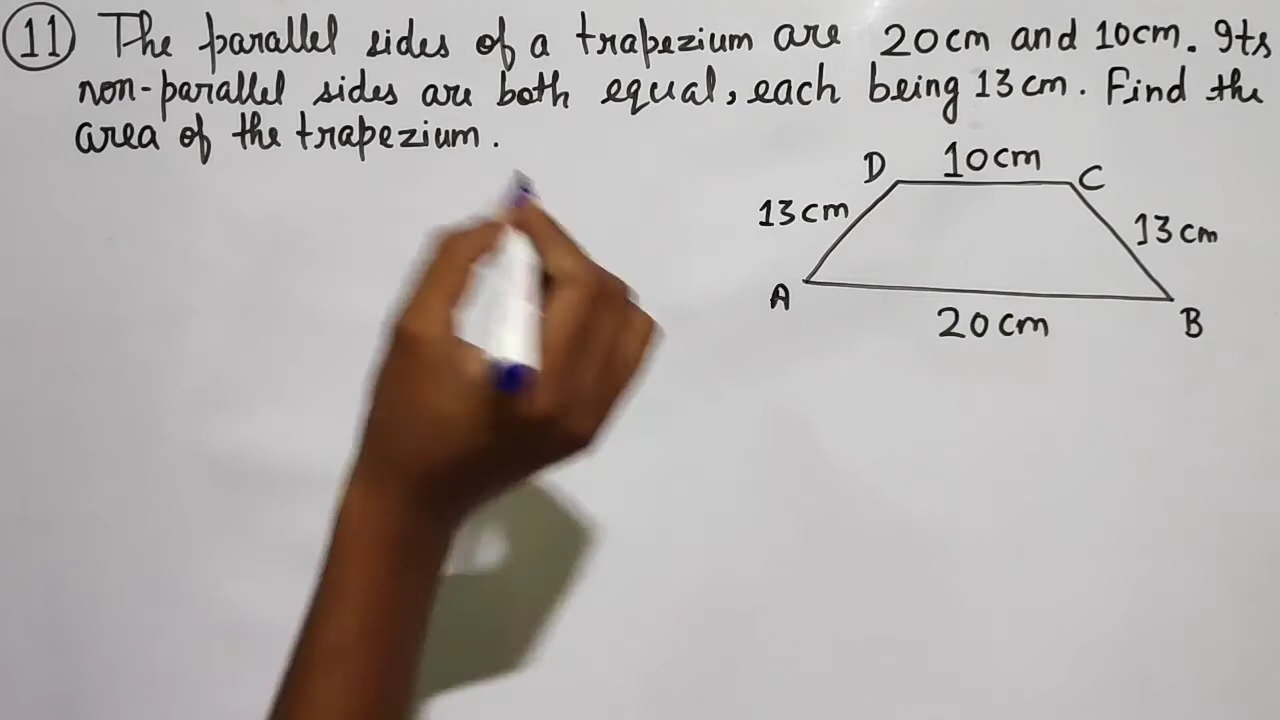 11 The parallel sides of a trapezium are 20cm and 10cm. Its
non-parallel sides are both equal, each being 13cm. Find the
area of the trapezium.
D 10cm C
13cm 13cm
A 20cm B